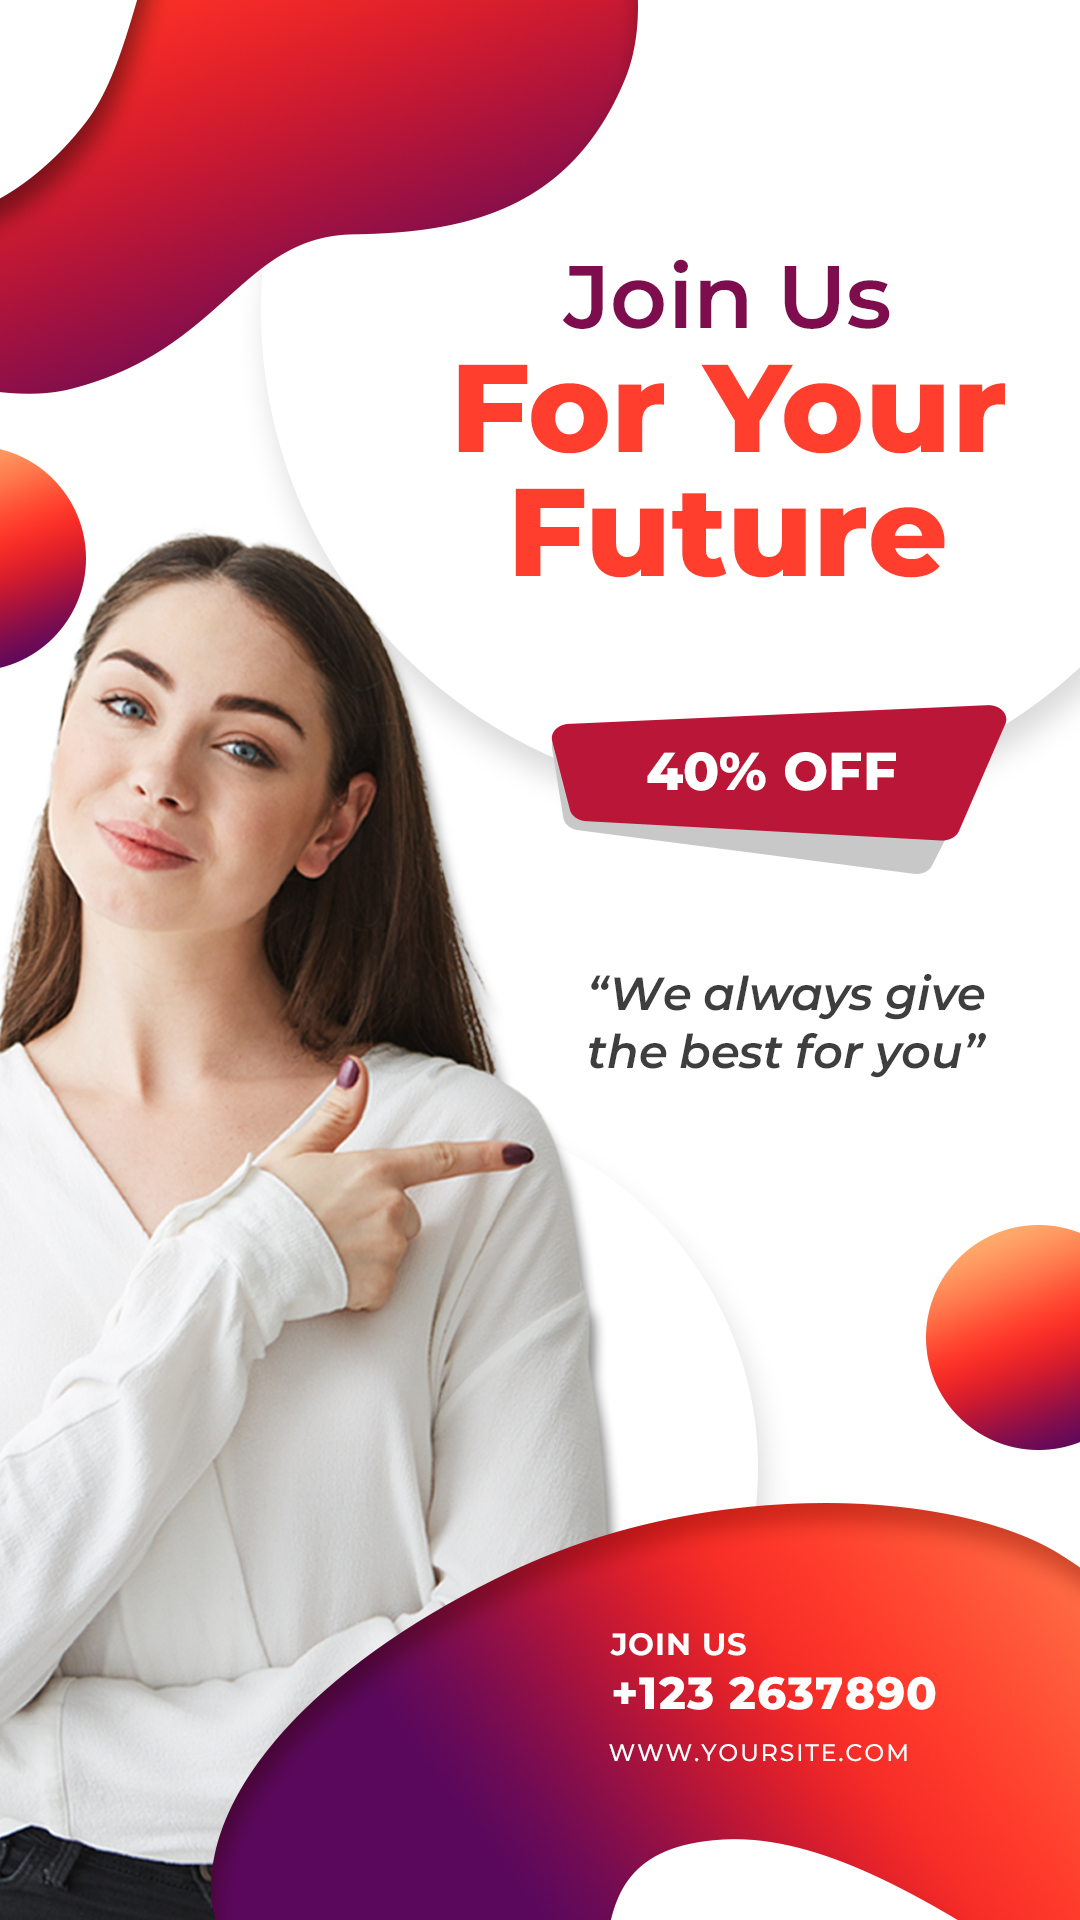 Join Us
For Your
Future
40% OFF
“We always give
the best for you”
JOIN US
+123 2637890
WWW.YOURSITE.COM